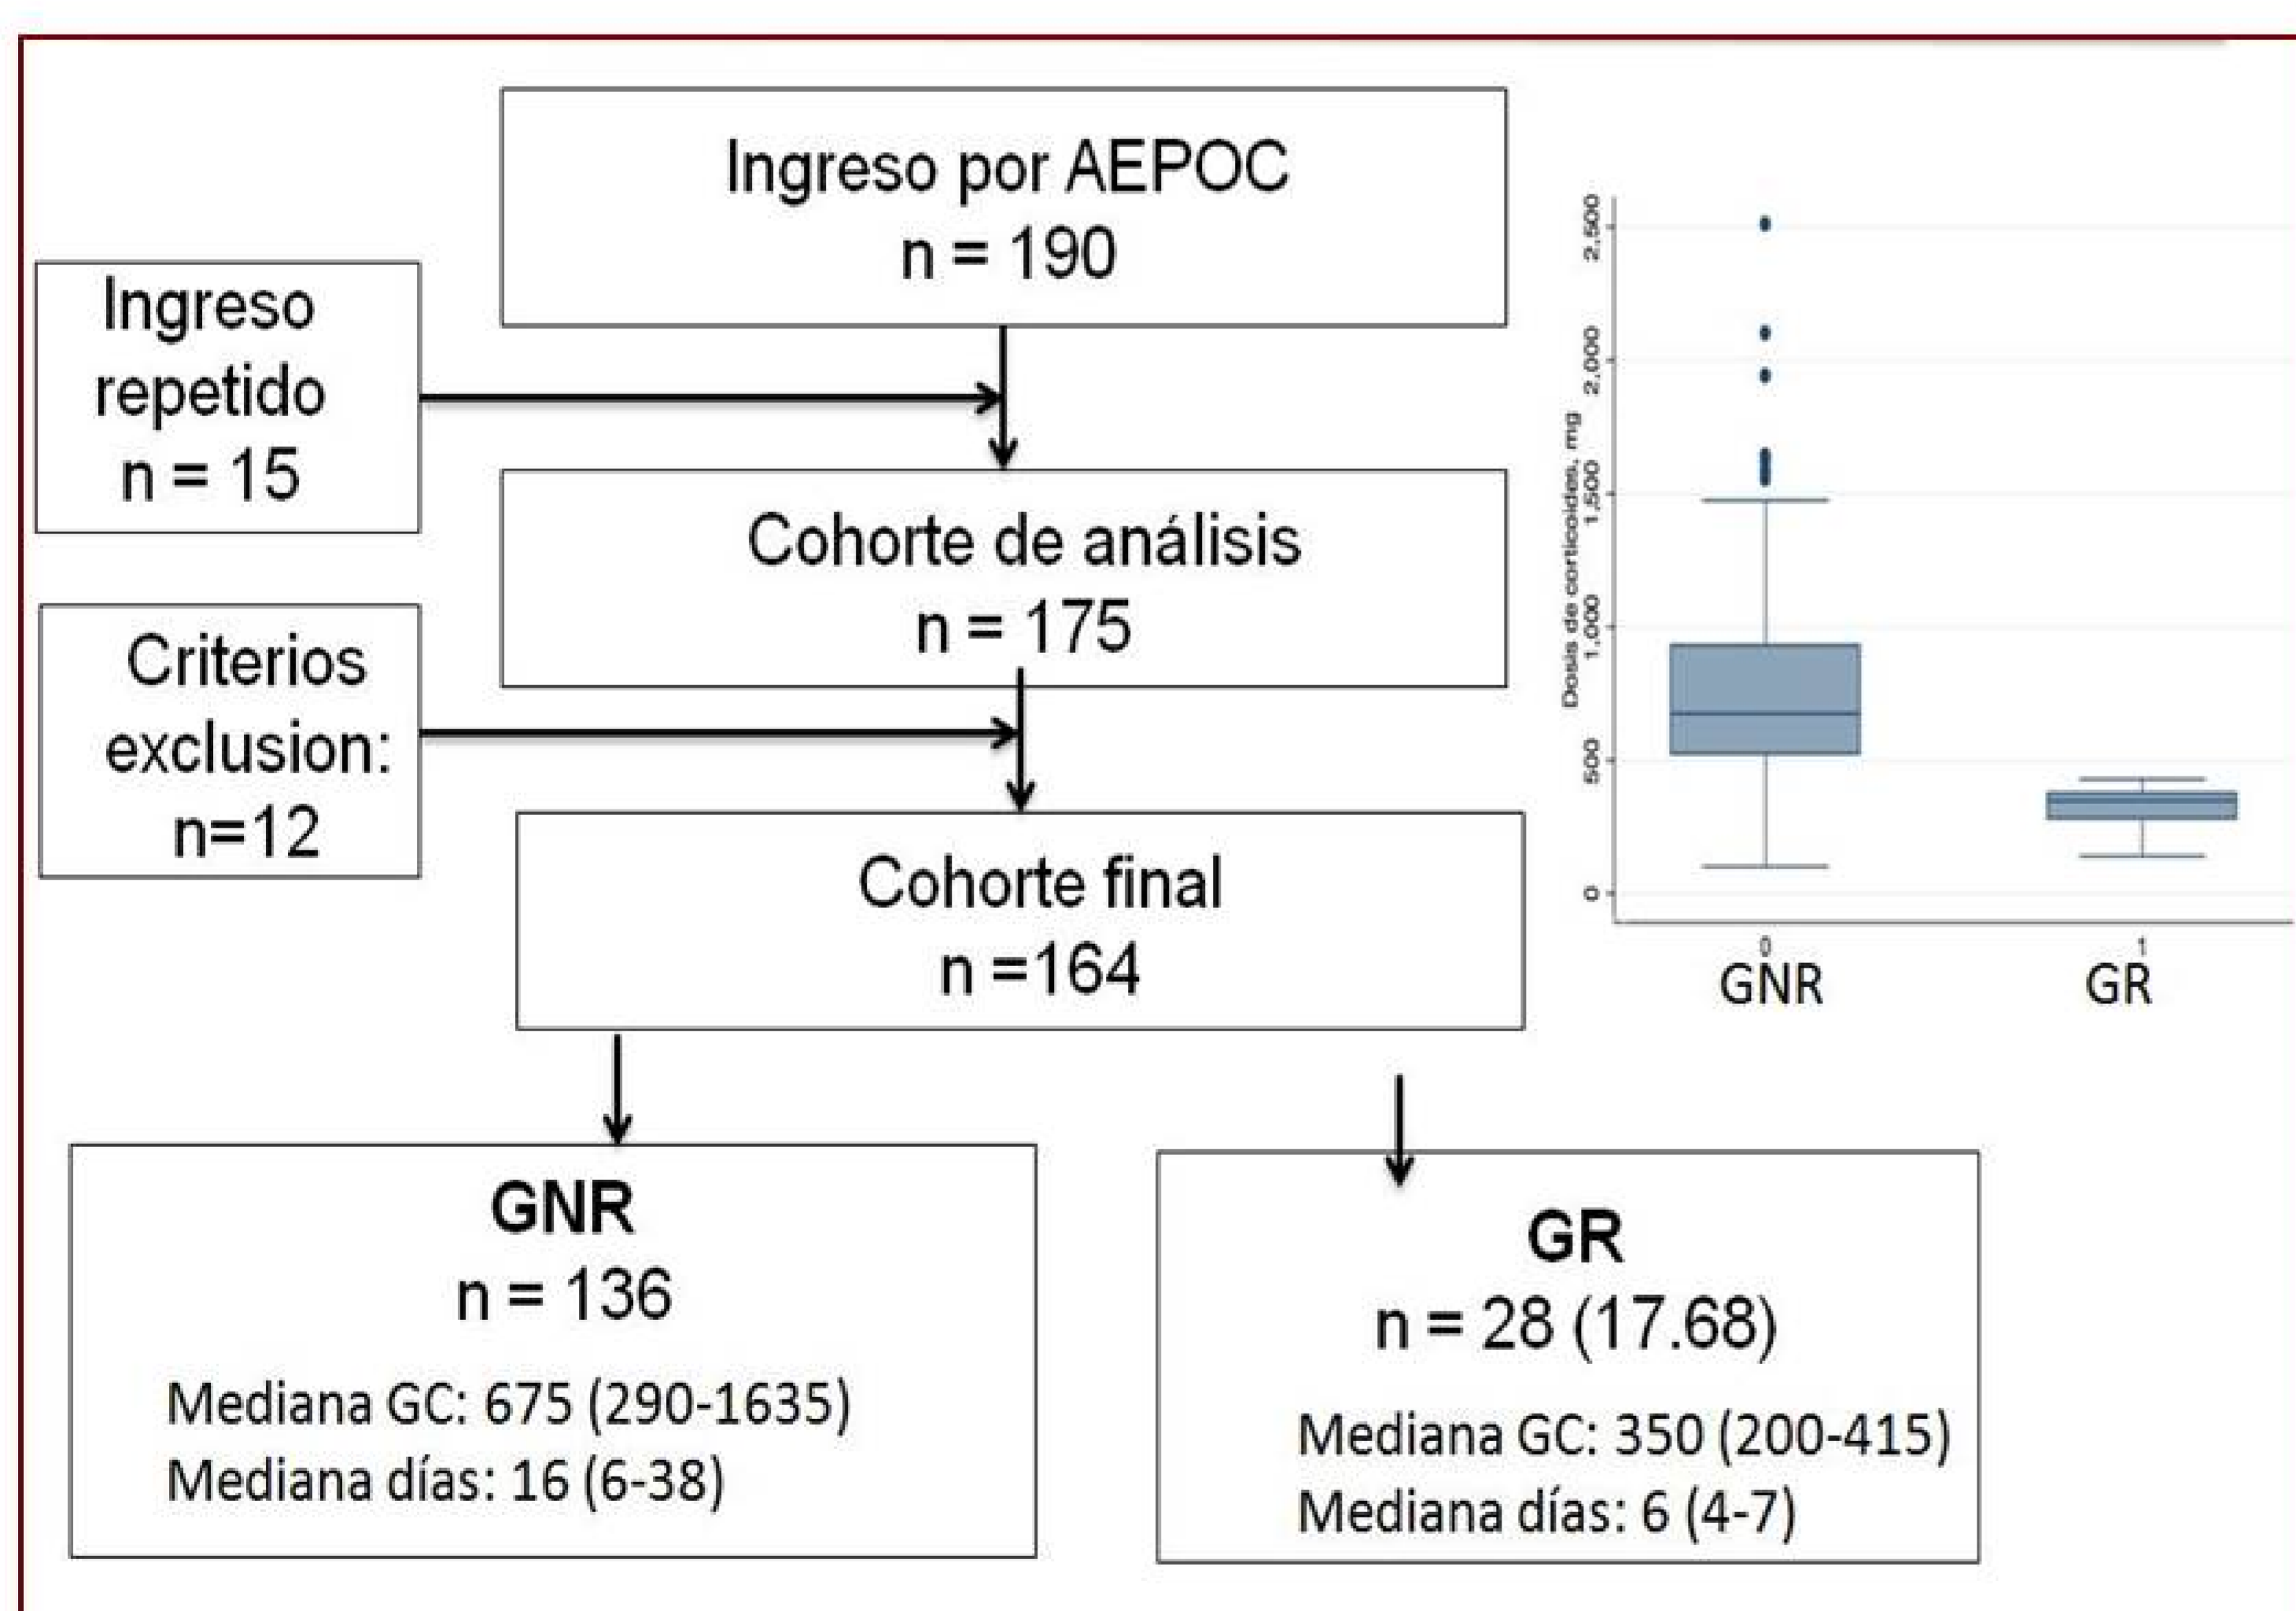 Ingreso por AEPOC
n = 190
Ingreso
repetido
n = 15
Cohorte de análisis
n = 175
Criterios
exclusion:
n=12
Cohorte final
n =164
GNR
n = 136
Mediana GC: 675 (290-1635)
Mediana días: 16 (6-38)
GR
n = 28 (17.68)
Mediana GC: 350 (200-415)
Mediana días: 6 (4-7)
Dosis de corticoides, mg
2,500
2,000
1,500
1,000
500
0
0
1
GNR
GR